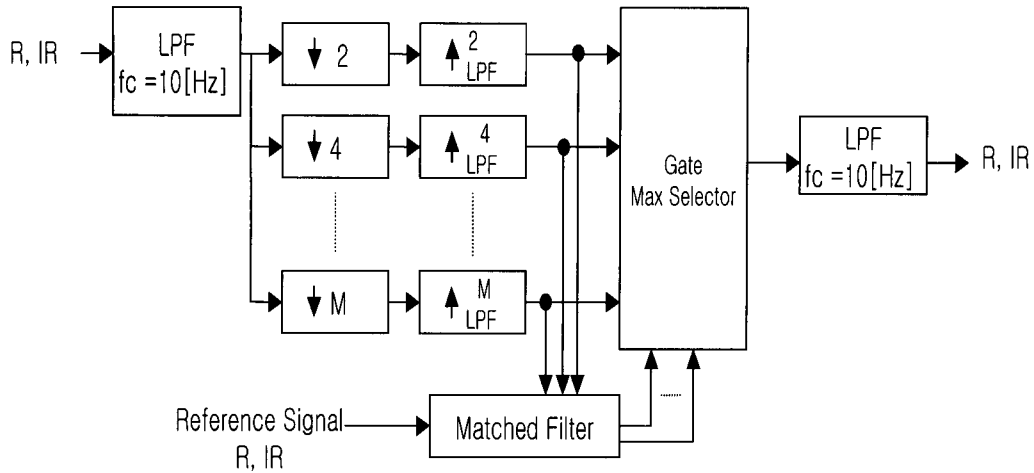 R, IR
LPF
fc =10[Hz]
↓ 2
↑ 2
LPF
↓ 4
↑ 4
LPF
↓ M
↑ M
LPF
Gate
Max Selector
LPF
fc =10[Hz]
R, IR
Reference Signal
R, IR
Matched Filter